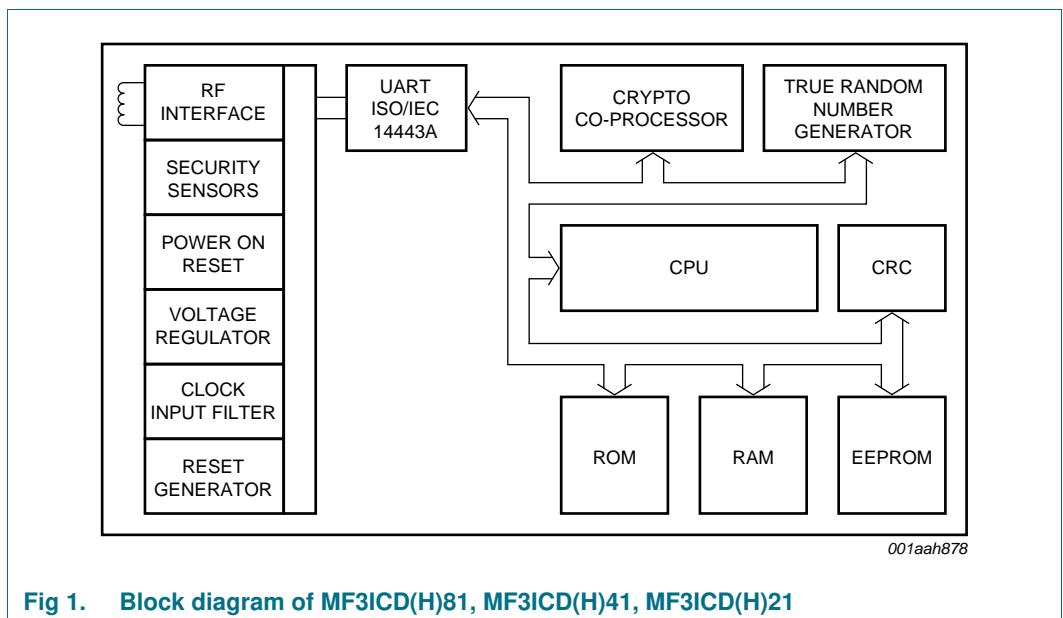 RF
INTERFACE
SECURITY
SENSORS
POWER ON
RESET
VOLTAGE
REGULATOR
CLOCK
INPUT FILTER
RESET
GENERATOR
UART
ISO/IEC
14443A
CRYPTO
CO-PROCESSOR
TRUE RANDOM
NUMBER
GENERATOR
CPU
CRC
ROM
RAM
EEPROM
001aah878
Fig 1. Block diagram of MF3ICD(H)81, MF3ICD(H)41, MF3ICD(H)21